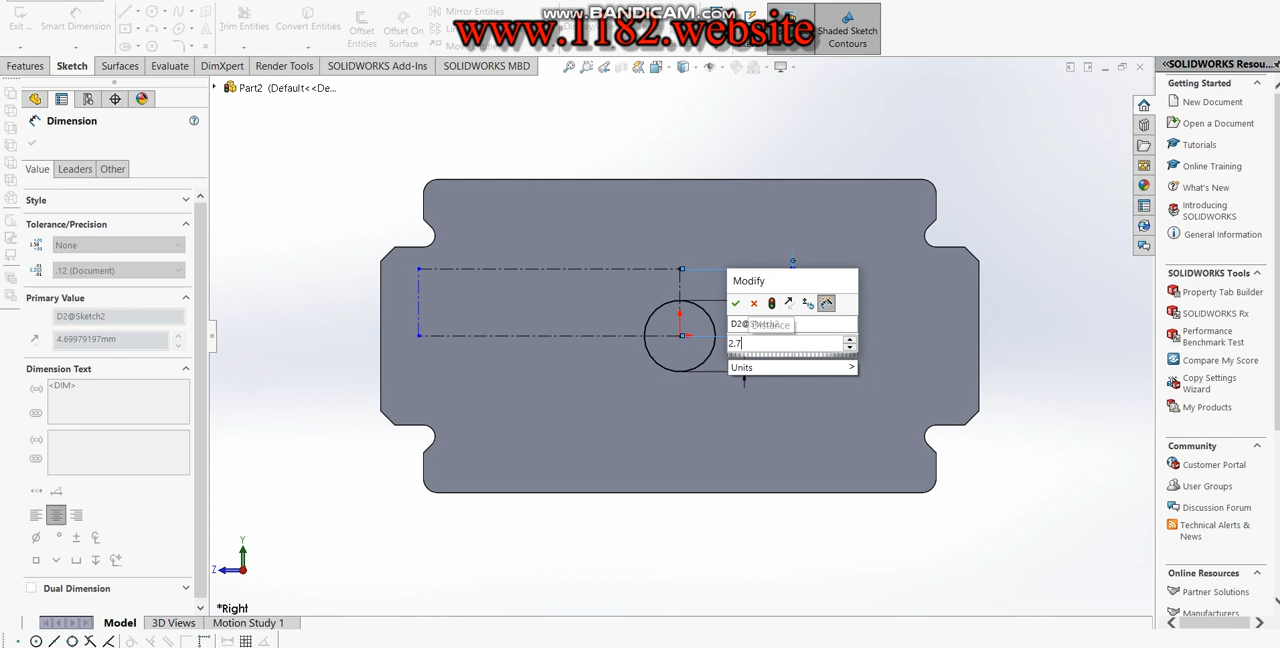 www.BANDICAM.com
www.1182.website
Exit ...
Smart Dimension
Trim Entities
Convert Entities
Offset Entities
Offset On Surface
Mirror Entities
Shaded Sketch Contours
Features
Sketch
Surfaces
Evaluate
DimXpert
Render Tools
SOLIDWORKS Add-Ins
SOLIDWORKS MBD
Part2 (Default<<De...
Dimension
Value
Leaders
Other
Style
Tolerance/Precision
None
.12 (Document)
Primary Value
D2@Sketch2
4.69979197mm
Dimension Text
<DIM>
Dual Dimension
Modify
D2@Sketch2
Distance
2.7
Units
Y
Z
*Right
Model
3D Views
Motion Study 1
SOLIDWORKS Resou...
Getting Started
New Document
Open a Document
Tutorials
Online Training
What's New
Introducing SOLIDWORKS
General Information
SOLIDWORKS Tools
Property Tab Builder
SOLIDWORKS Rx
Performance Benchmark Test
Compare My Score
Copy Settings Wizard
My Products
Community
Customer Portal
User Groups
Discussion Forum
Technical Alerts & News
Online Resources
Partner Solutions
Manufacturers